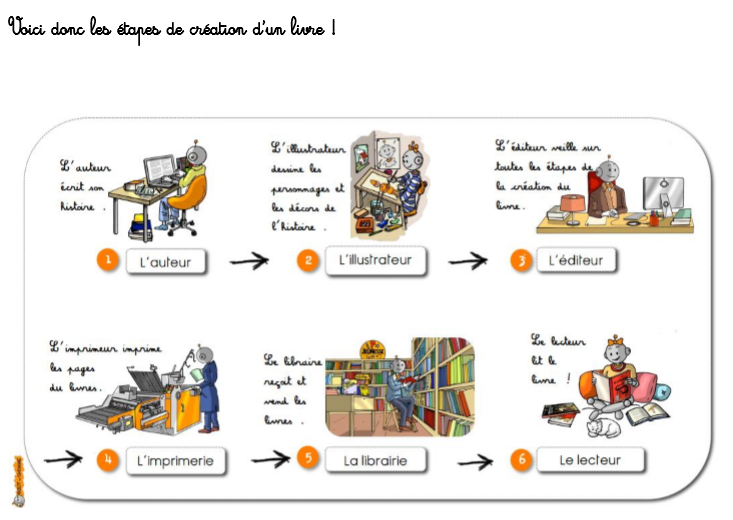 Voici donc les étapes de création d'un livre !
L'auteur
écrit son
histoire .
1 L'auteur
L'illustrateur
dessine les
personnages et
les décors de
l'histoire .
2 L'illustrateur
L'éditeur veille sur
toutes les étapes de
la création du
livre .
3 L'éditeur
L'imprimeur imprime
les pages
du livres .
4 L'imprimerie
Le libraire
reçoit et
vend les
livres .
5 La librairie
Le lecteur
lit le
livre !
6 Le lecteur